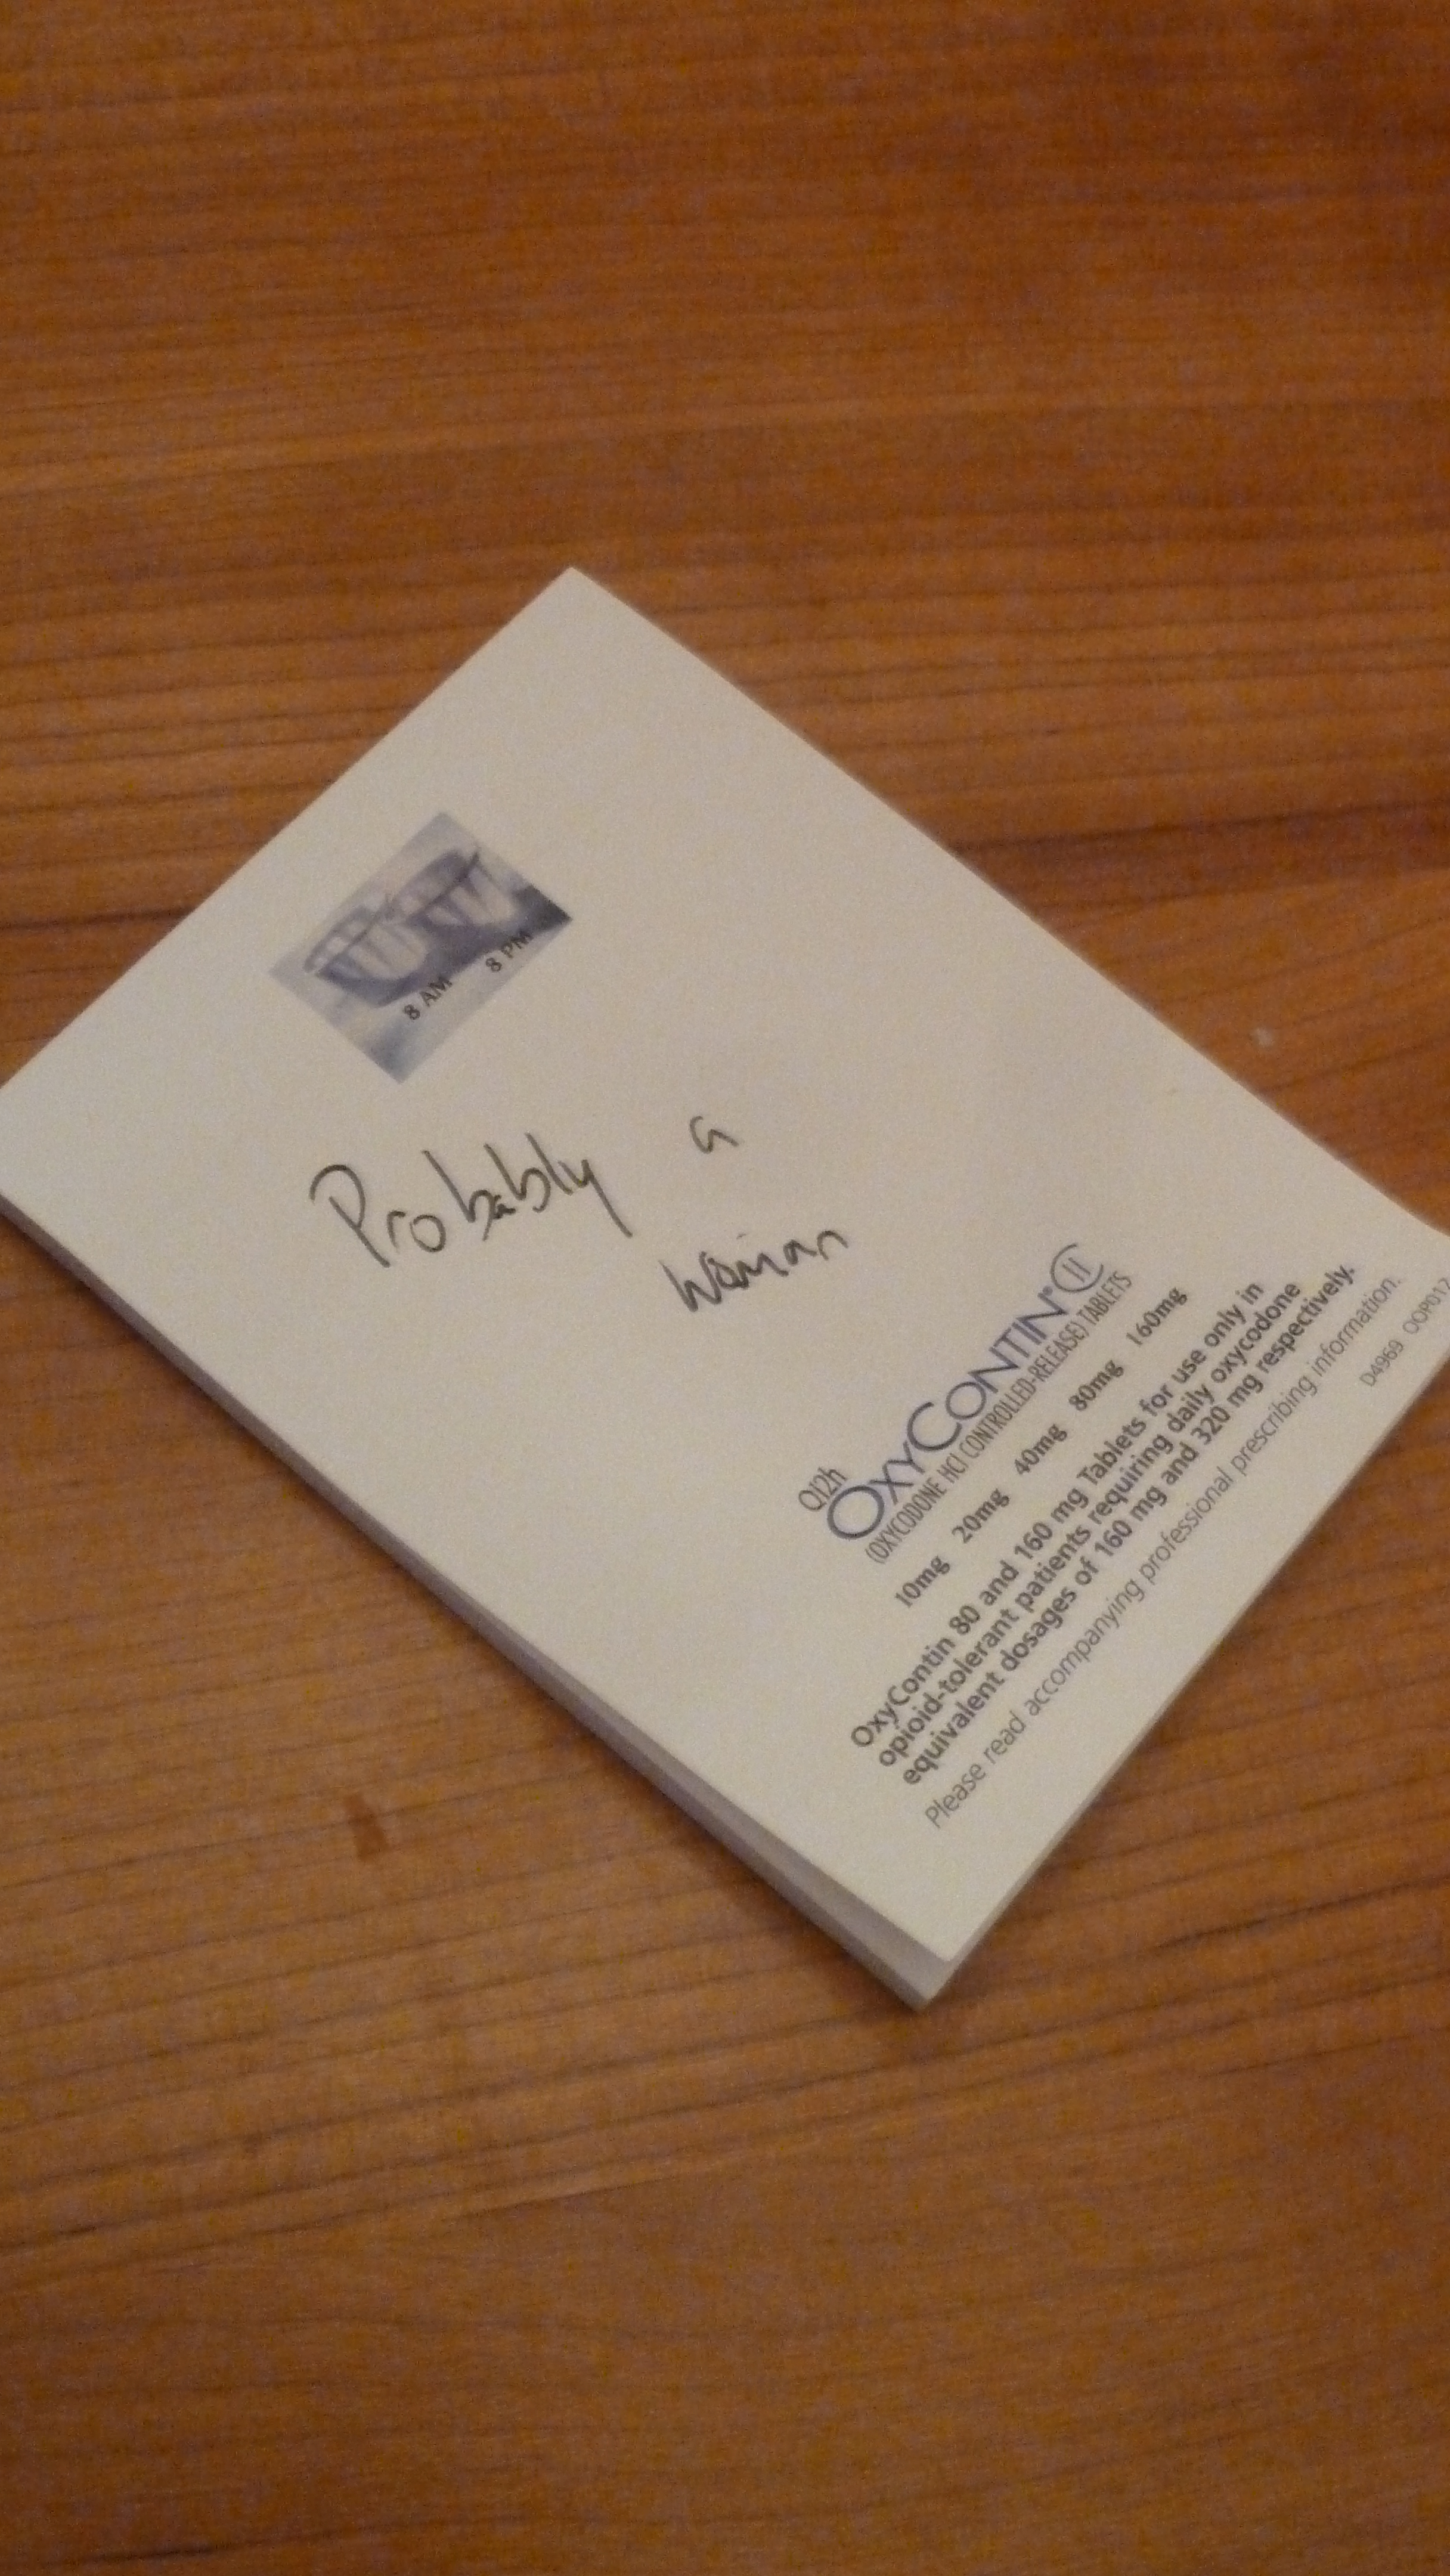 8 AM 8 PM
Probably a
woman
Q12h
OXYCONTIN® CII
(OXYCODONE HCl CONTROLLED-RELEASE) TABLETS
10mg 20mg 40mg 80mg 160mg
OxyContin 80 and 160 mg Tablets for use only in
opioid-tolerant patients requiring daily oxycodone
equivalent dosages of 160 mg and 320 mg respectively.
Please read accompanying professional prescribing information.
D4969